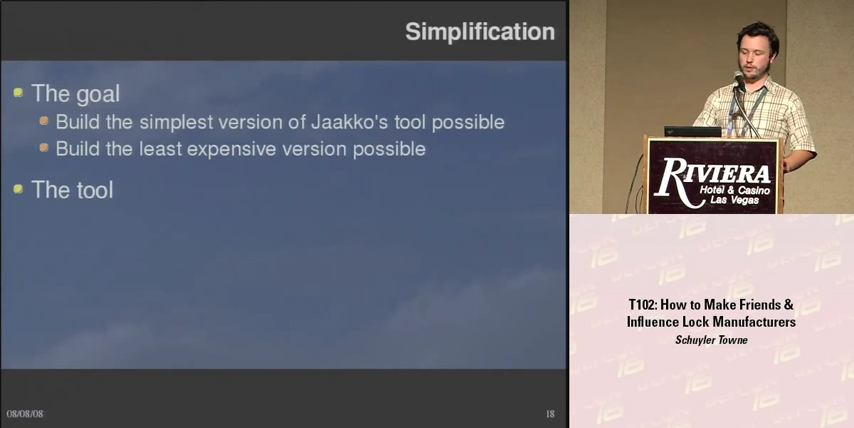 Simplification
The goal
Build the simplest version of Jaakko's tool possible
Build the least expensive version possible
The tool
08/08/08
18
RIVIERA
Hotel & Casino
Las Vegas
T102: How to Make Friends &
Influence Lock Manufacturers
Schuyler Towne